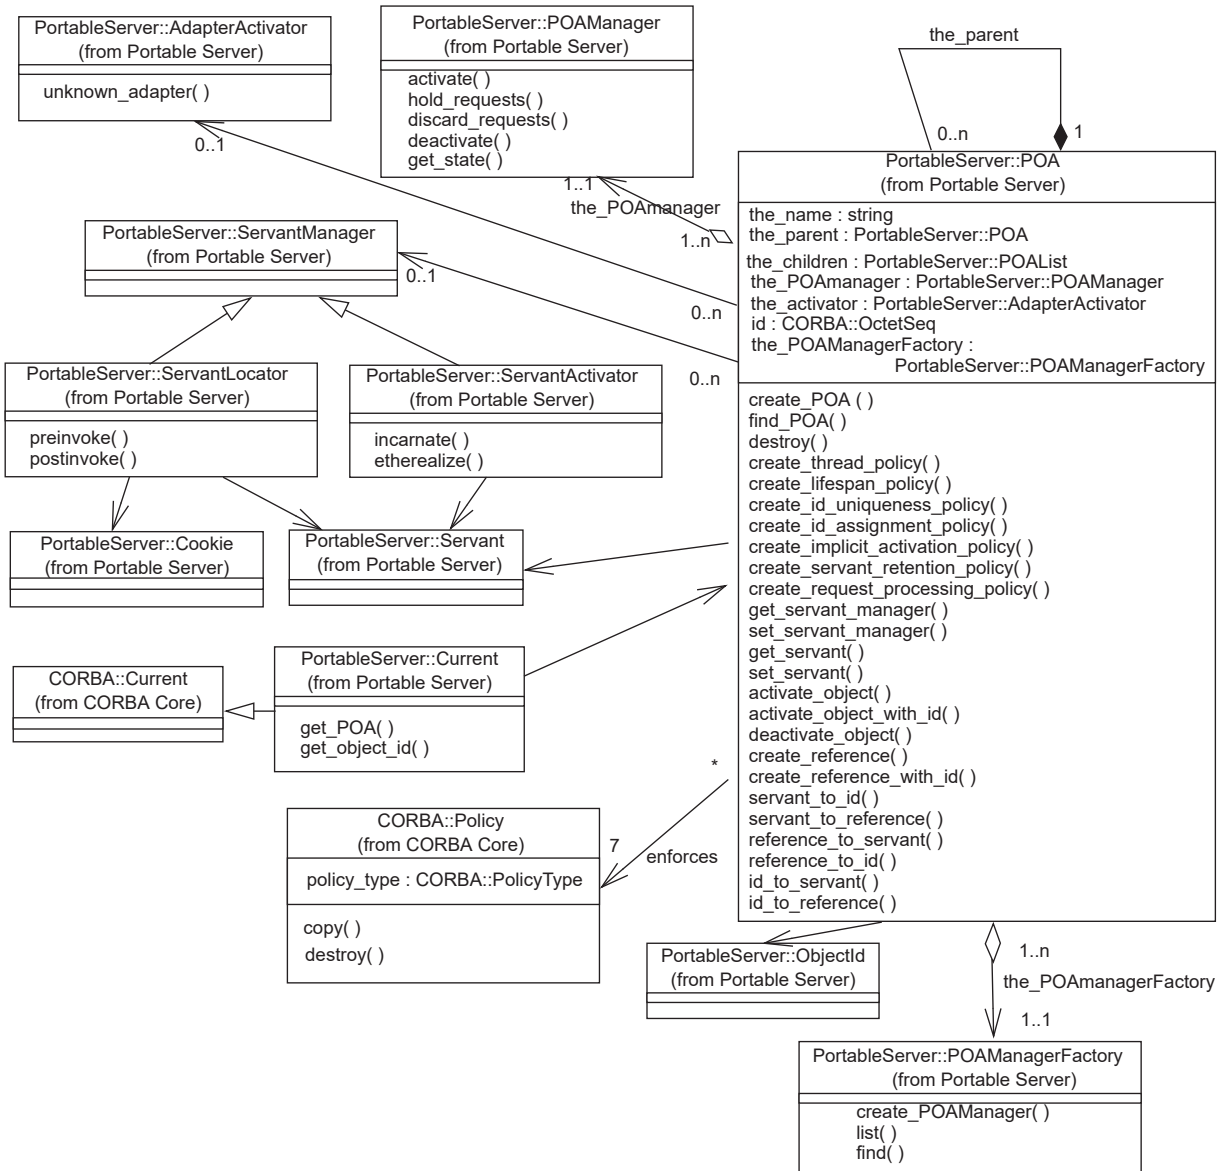 PortableServer::AdapterActivator
(from Portable Server)
unknown_adapter( )
0..1
PortableServer::POAManager
(from Portable Server)
activate( )
hold_requests( )
discard_requests( )
deactivate( )
get_state( )
1..1
the_POAmanager
1..n
the_parent
0..n
1
PortableServer::POA
(from Portable Server)
the_name : string
the_parent : PortableServer::POA
the_children : PortableServer::POAList
the_POAmanager : PortableServer::POAManager
the_activator : PortableServer::AdapterActivator
id : CORBA::OctetSeq
the_POAManagerFactory :
PortableServer::POAManagerFactory
create_POA ( )
find_POA( )
destroy( )
create_thread_policy( )
create_lifespan_policy( )
create_id_uniqueness_policy( )
create_id_assignment_policy( )
create_implicit_activation_policy( )
create_servant_retention_policy( )
create_request_processing_policy( )
get_servant_manager( )
set_servant_manager( )
get_servant( )
set_servant( )
activate_object( )
activate_object_with_id( )
deactivate_object( )
create_reference( )
create_reference_with_id( )
servant_to_id( )
servant_to_reference( )
reference_to_servant( )
reference_to_id( )
id_to_servant( )
id_to_reference( )
PortableServer::ServantManager
(from Portable Server)
0..1
0..n
0..n
PortableServer::ServantLocator
(from Portable Server)
preinvoke( )
postinvoke( )
PortableServer::ServantActivator
(from Portable Server)
incarnate( )
etherealize( )
PortableServer::Cookie
(from Portable Server)
PortableServer::Servant
(from Portable Server)
CORBA::Current
(from CORBA Core)
PortableServer::Current
(from Portable Server)
get_POA( )
get_object_id( )
*
7
enforces
CORBA::Policy
(from CORBA Core)
policy_type : CORBA::PolicyType
copy( )
destroy( )
PortableServer::ObjectId
(from Portable Server)
1..n
the_POAmanagerFactory
1..1
PortableServer::POAManagerFactory
(from Portable Server)
create_POAManager( )
list( )
find( )